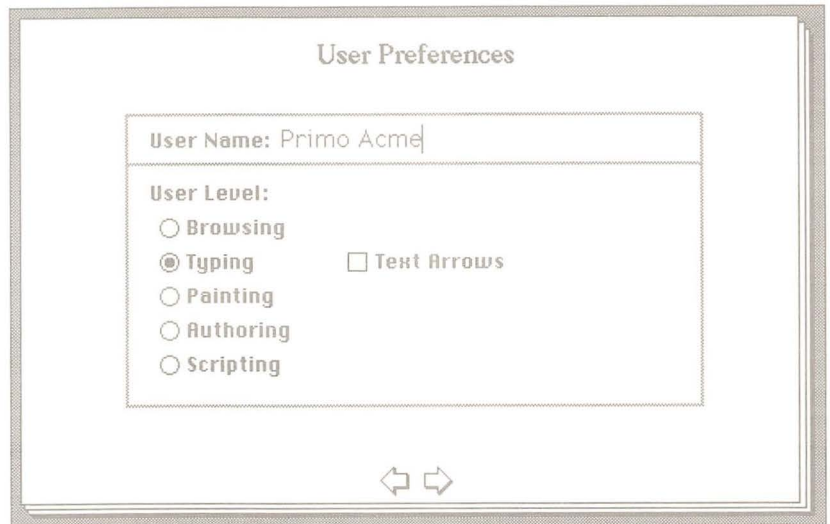 User Preferences
User Name: Primo Acme
User Level:
Browsing
Typing Text Arrows
Painting
Authoring
Scripting